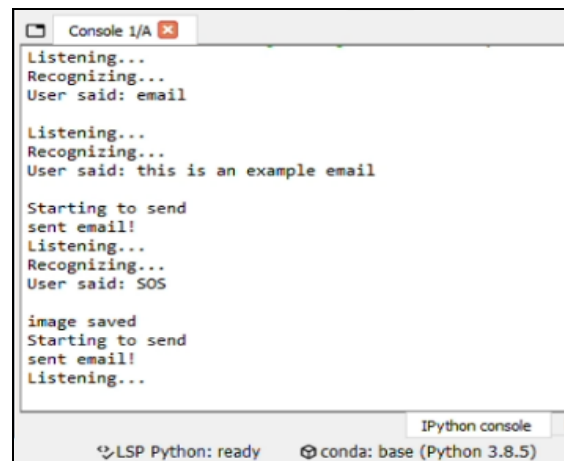 Console 1/A
Listening...
Recognizing...
User said: email
Listening...
Recognizing...
User said: this is an example email
Starting to send
sent email!
Listening...
Recognizing...
User said: SOS
image saved
Starting to send
sent email!
Listening...
IPython console
LSP Python: ready conda: base (Python 3.8.5)